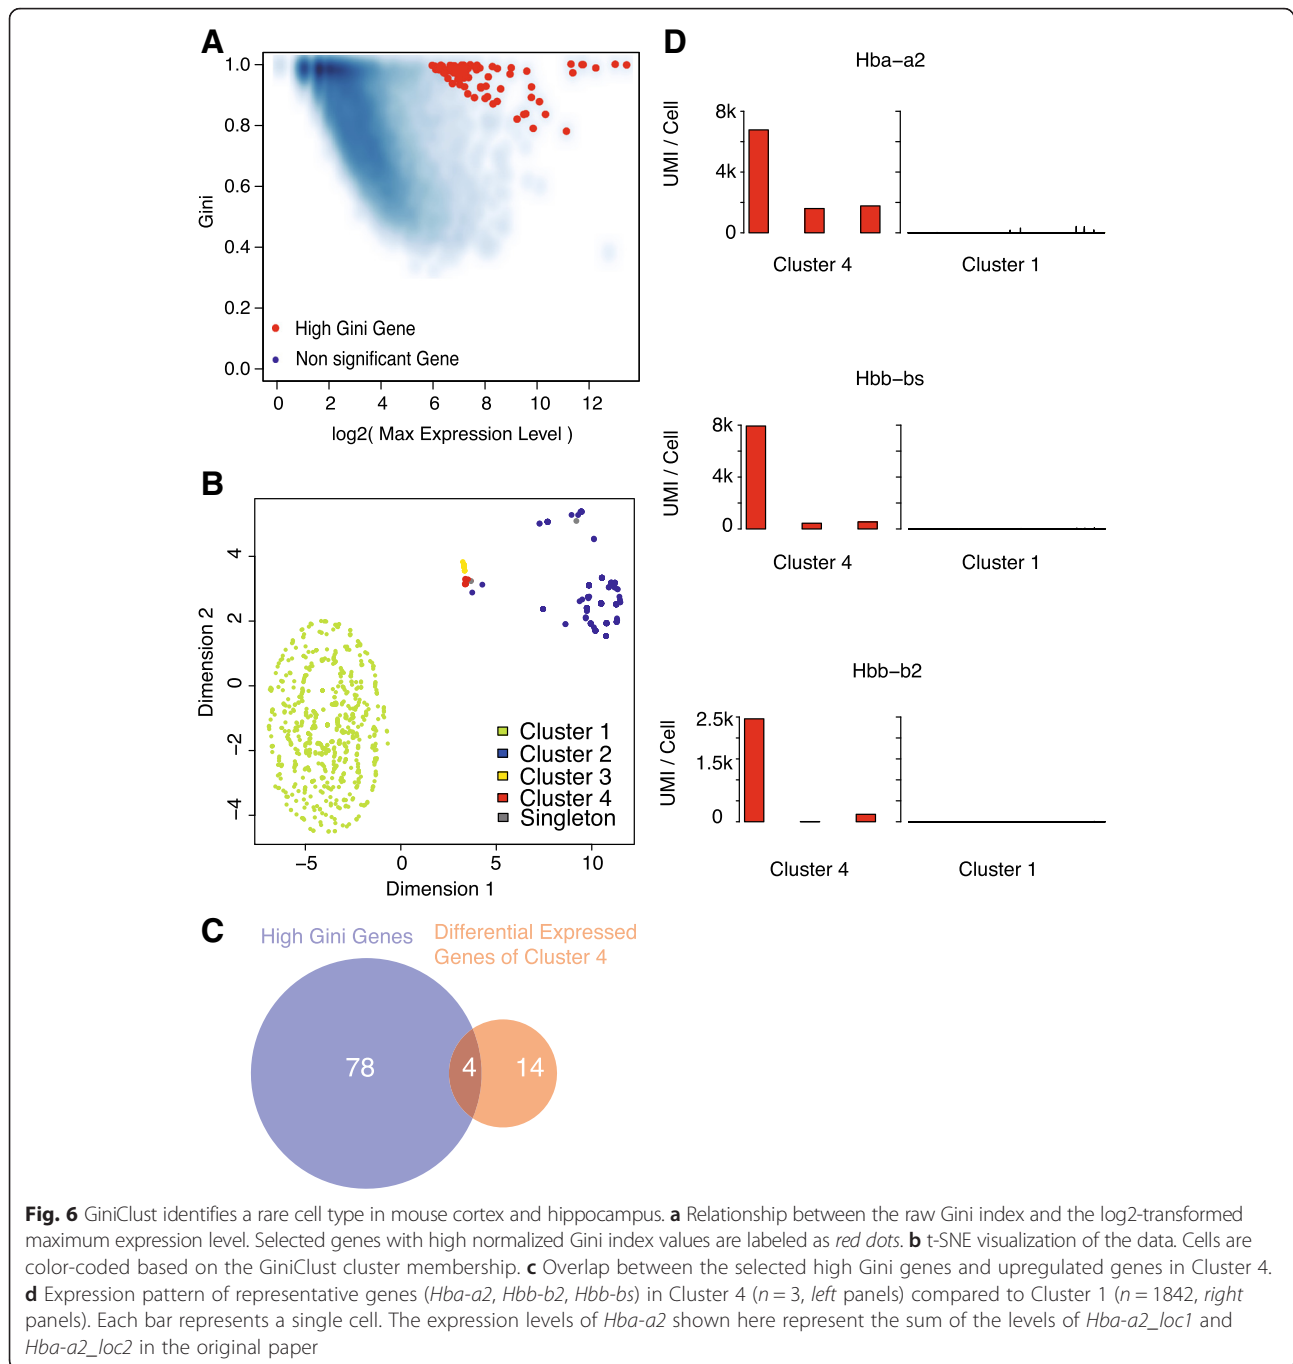 A
1.0
0.8
0.6
0.4
0.2
0.0
Gini
High Gini Gene
Non significant Gene
0 2 4 6 8 10 12
log2( Max Expression Level )
B
4
2
0
−2
−4
Dimension 2
Cluster 1
Cluster 2
Cluster 3
Cluster 4
Singleton
−5 0 5 10
Dimension 1
C
High Gini Genes
Differential Expressed
Genes of Cluster 4
78 4 14
D
Hba−a2
UMI / Cell
8k
4k
0
Cluster 4 Cluster 1
Hbb−bs
UMI / Cell
8k
4k
0
Cluster 4 Cluster 1
Hbb−b2
UMI / Cell
2.5k
1.5k
0
Cluster 4 Cluster 1
Fig. 6 GiniClust identifies a rare cell type in mouse cortex and hippocampus. a Relationship between the raw Gini index and the log2-transformed
maximum expression level. Selected genes with high normalized Gini index values are labeled as red dots. b t-SNE visualization of the data. Cells are
color-coded based on the GiniClust cluster membership. c Overlap between the selected high Gini genes and upregulated genes in Cluster 4.
d Expression pattern of representative genes (Hba-a2, Hbb-b2, Hbb-bs) in Cluster 4 (n = 3, left panels) compared to Cluster 1 (n = 1842, right
panels). Each bar represents a single cell. The expression levels of Hba-a2 shown here represent the sum of the levels of Hba-a2_loc1 and
Hba-a2_loc2 in the original paper